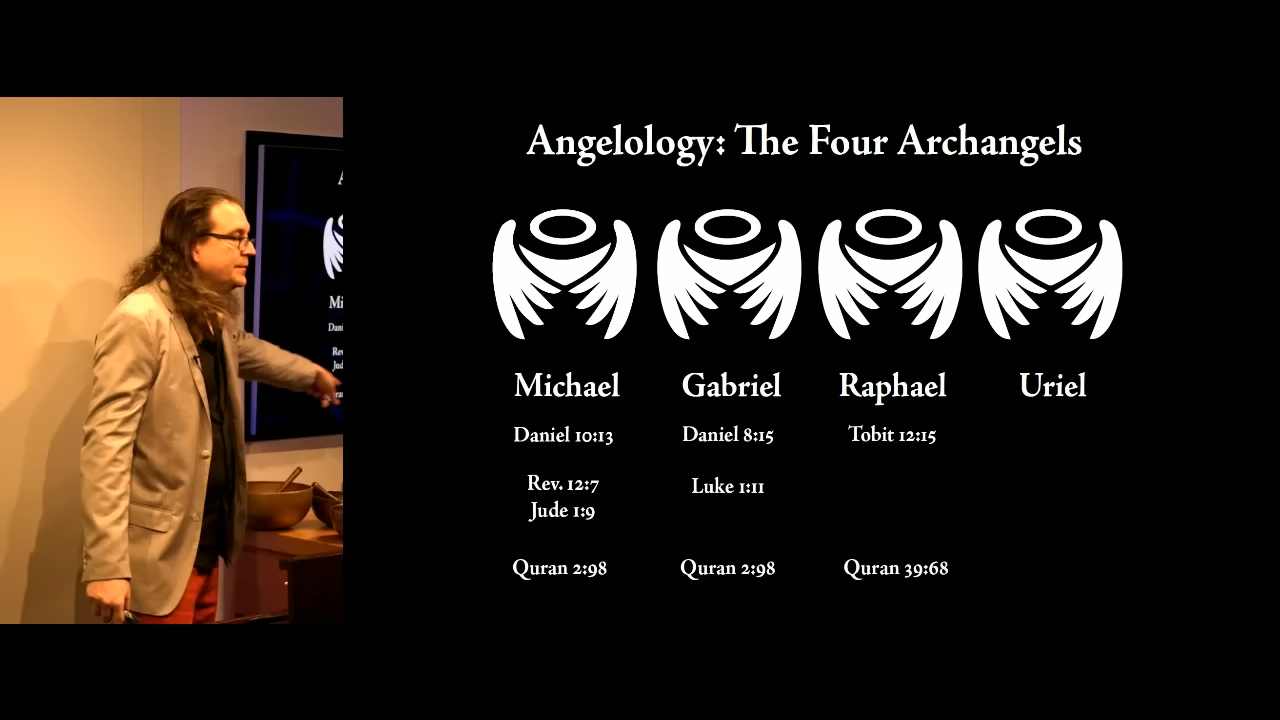 Angelology: The Four Archangels
Michael Gabriel Raphael Uriel
Daniel 10:13 Daniel 8:15 Tobit 12:15
Rev. 12:7
Luke 1:11
Jude 1:9
Quran 2:98 Quran 2:98 Quran 39:68